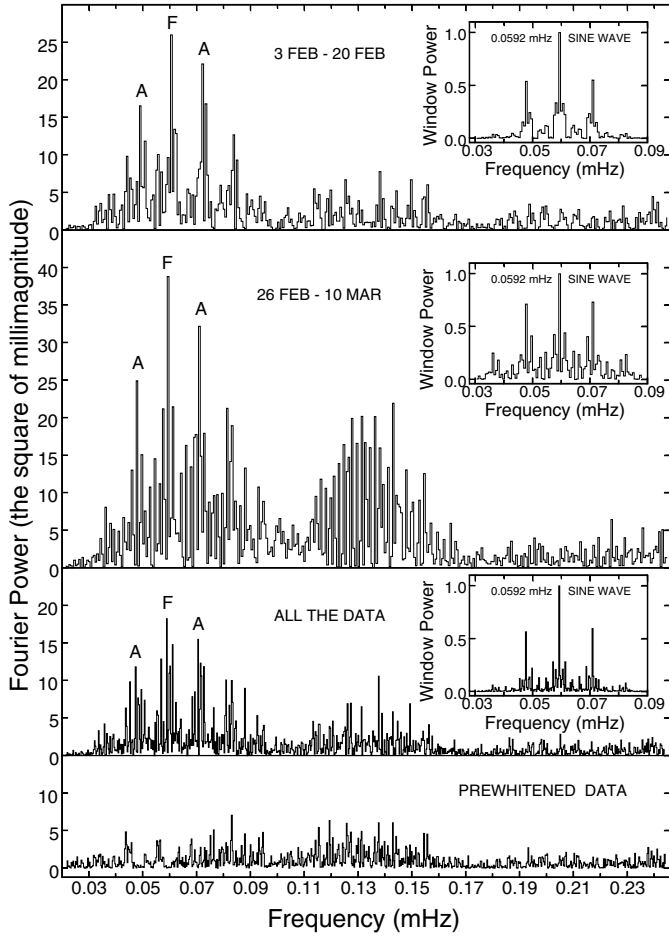 Fourier Power (the square of millimagnitude)
25
20
15
10
5
0
A
F
A
3 FEB - 20 FEB
Window Power
1.0
0.5
0.0
0.0592 mHz SINE WAVE
0.03 0.05 0.07 0.09
Frequency (mHz)
40
35
30
25
20
15
10
5
0
A
F
A
26 FEB - 10 MAR
Window Power
1.0
0.5
0.0
0.0592 mHz SINE WAVE
0.03 0.05 0.07 0.09
Frequency (mHz)
20
15
10
5
0
A
F
A
ALL THE DATA
Window Power
1.0
0.5
0.0
0.0592 mHz SINE WAVE
0.03 0.05 0.07 0.09
Frequency (mHz)
10
5
0
PREWHITENED DATA
0.03 0.05 0.07 0.09 0.11 0.13 0.15 0.17 0.19 0.21 0.23
Frequency (mHz)